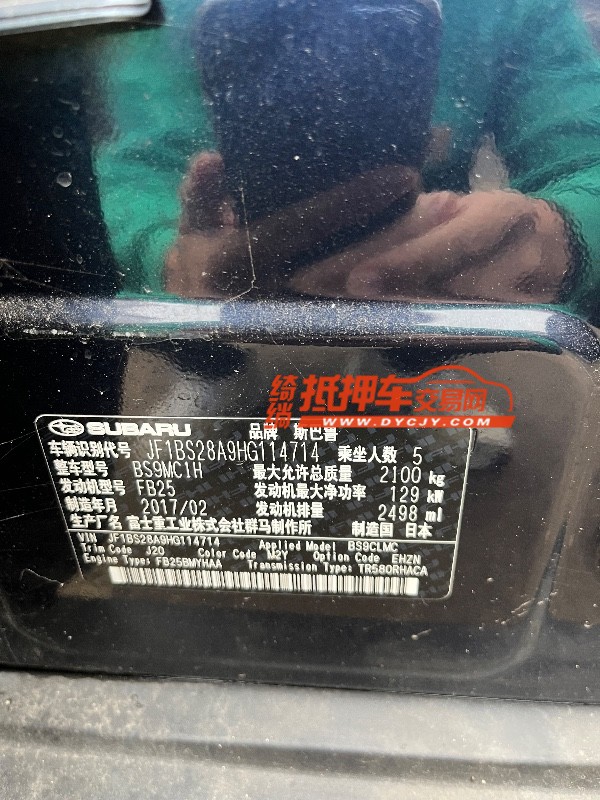 绮绱 抵押车交易网
WWW.DYCJY.COM
SUBARU 品牌 斯巴鲁
车辆识别代号 JF1BS28A9HG114714 乘坐人数 5
整车型号 BS9MC1H 最大允许总质量 2100 kg
发动机型号 FB25 发动机最大净功率 129 kW
制造年月 2017/02 发动机排量 2498 ml
生产厂名 富士重工业株式会社群马制作所 制造国 日本
VIN JF1BS28A9HG114714 Applied Model BS9CLMC
Trim Code J20 Color Code Option Code EHZN
Engine Type: FB25BMYHAA Transmission Type: TR580RHACA